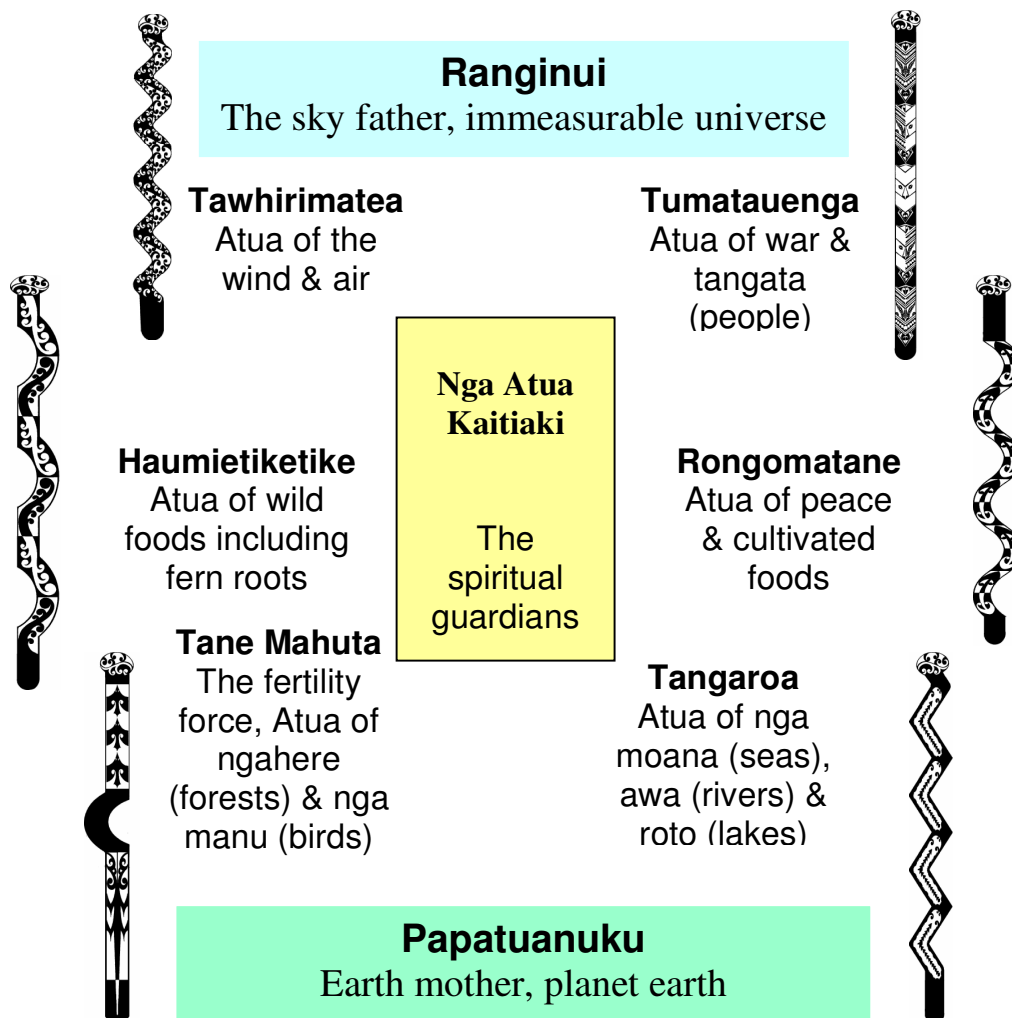 Ranginui
The sky father, immeasurable universe
Tawhirimatea
Atua of the
wind & air
Tumatauenga
Atua of war &
tangata
(people)
Nga Atua
Kaitiaki
The
spiritual
guardians
Haumietiketike
Atua of wild
foods including
fern roots
Rongomatane
Atua of peace
& cultivated
foods
Tane Mahuta
The fertility
force, Atua of
ngahere
(forests) & nga
manu (birds)
Tangaroa
Atua of nga
moana (seas),
awa (rivers) &
roto (lakes)
Papatuanuku
Earth mother, planet earth